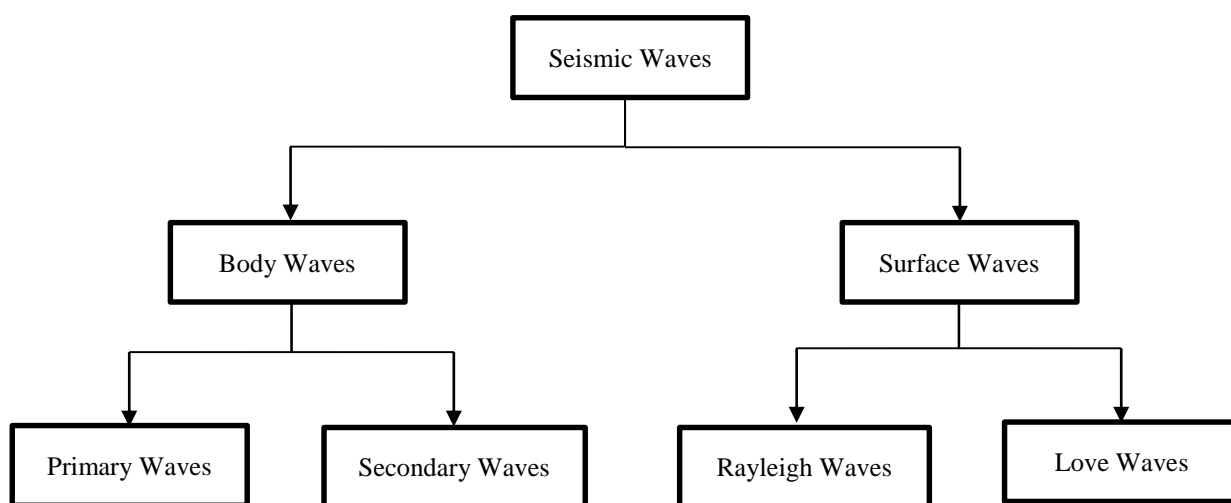 Seismic Waves
Body Waves
Surface Waves
Primary Waves
Secondary Waves
Rayleigh Waves
Love Waves